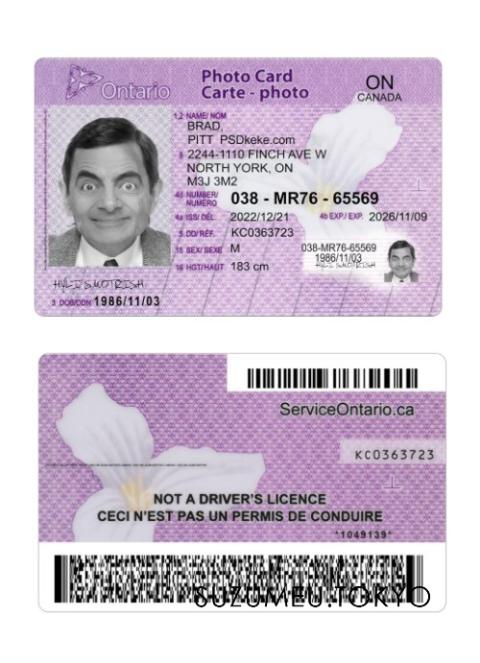 Ontario
Photo Card
Carte - photo
ON
CANADA
1,2 NAME/ NOM
BRAD,
PITT PSDkeke.com
8 2244-1110 FINCH AVE W
NORTH YORK, ON
M3J 3M2
4d NUMBER/
NUMÉRO
038 - MR76 - 65569
4a ISS/ DÉL. 2022/12/21 4b EXP./ EXP. 2026/11/09
5 DD/ RÉF. KC0363723
15 SEX/ SEXE M
16 HGT/HAUT 183 cm
038-MR76-65569
1986/11/03
3 DOB/DDN 1986/11/03
ServiceOntario.ca
KC0363723
NOT A DRIVER'S LICENCE
CECI N'EST PAS UN PERMIS DE CONDUIRE
*1049139*
SUZUMEU.TOKYO